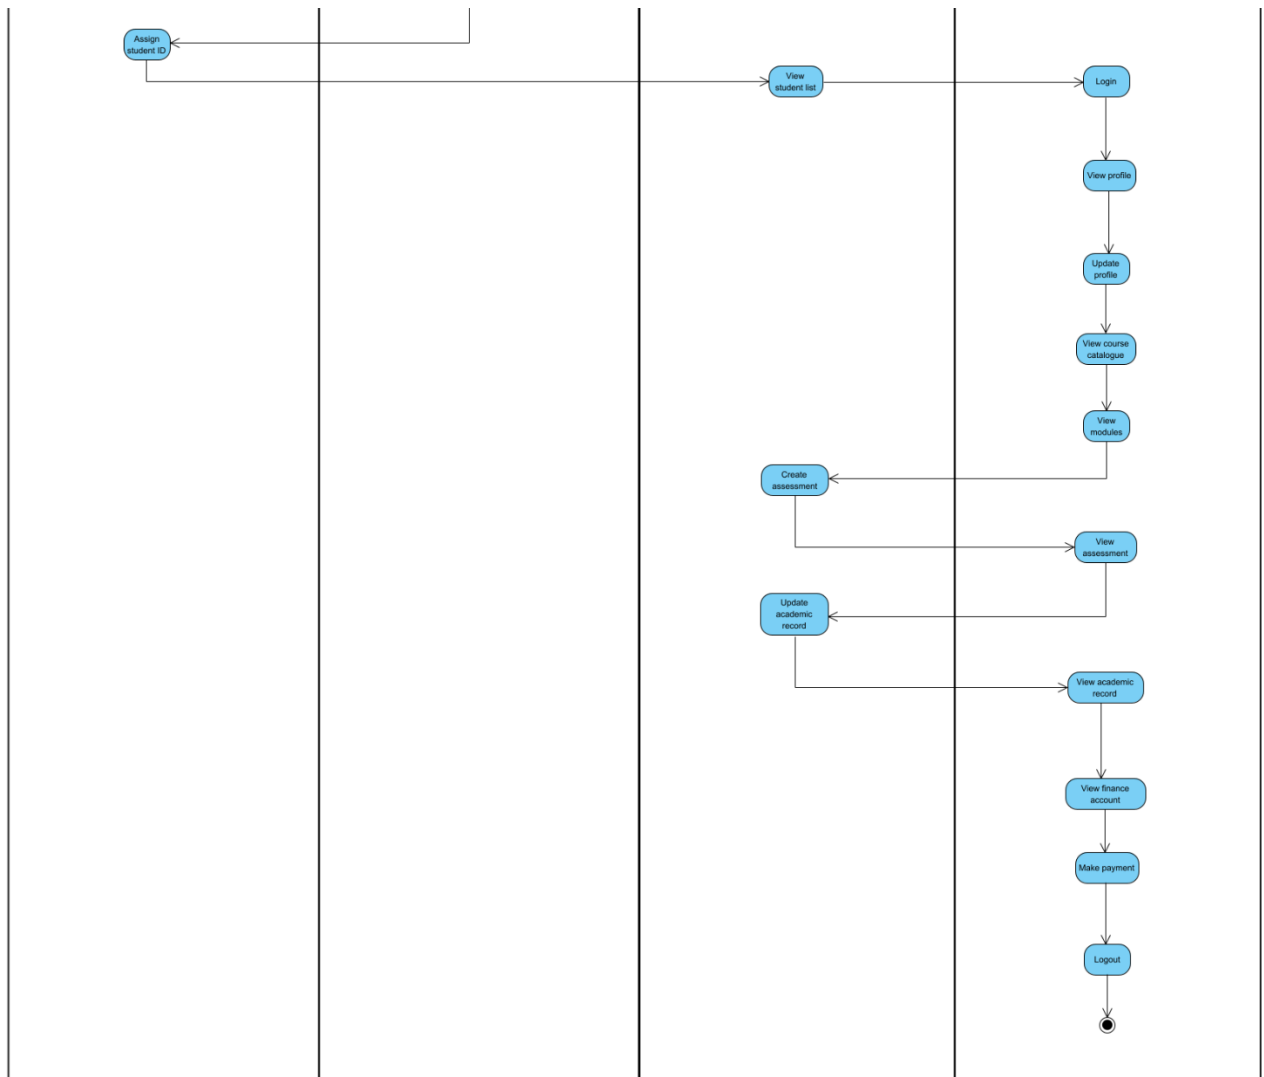 Assign
student ID
View
student list
Login
View profile
Update
profile
View course
catalogue
View
modules
Create
assessment
View
assessment
Update
academic
record
View academic
record
View finance
account
Make payment
Logout